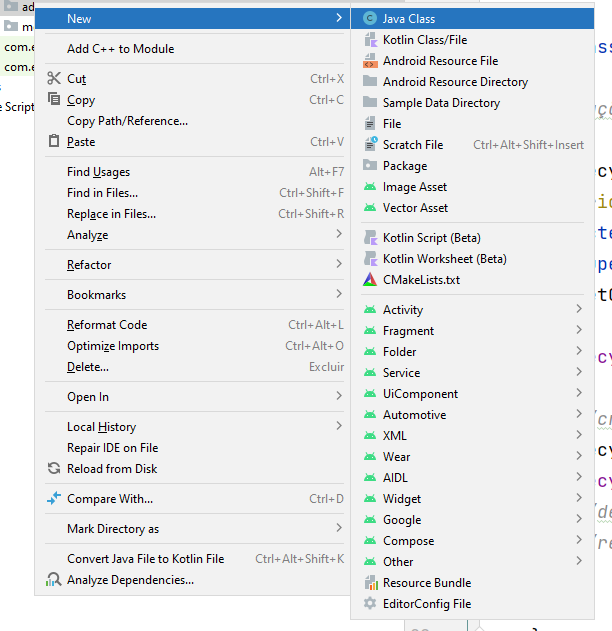 New
Add C++ to Module
Cut Ctrl+X
Copy Ctrl+C
Copy Path/Reference...
Paste Ctrl+V
Find Usages Alt+F7
Find in Files... Ctrl+Shift+F
Replace in Files... Ctrl+Shift+R
Analyze
Refactor
Bookmarks
Reformat Code Ctrl+Alt+L
Optimize Imports Ctrl+Alt+O
Delete... Excluir
Open In
Local History
Repair IDE on File
Reload from Disk
Compare With... Ctrl+D
Mark Directory as
Convert Java File to Kotlin File Ctrl+Alt+Shift+K
Analyze Dependencies...
Java Class
Kotlin Class/File
Android Resource File
Android Resource Directory
Sample Data Directory
File
Scratch File Ctrl+Alt+Shift+Insert
Package
Image Asset
Vector Asset
Kotlin Script (Beta)
Kotlin Worksheet (Beta)
CMakeLists.txt
Activity
Fragment
Folder
Service
UiComponent
Automotive
XML
Wear
AIDL
Widget
Google
Compose
Other
Resource Bundle
EditorConfig File
ad
m
com.e
com.e
e Script